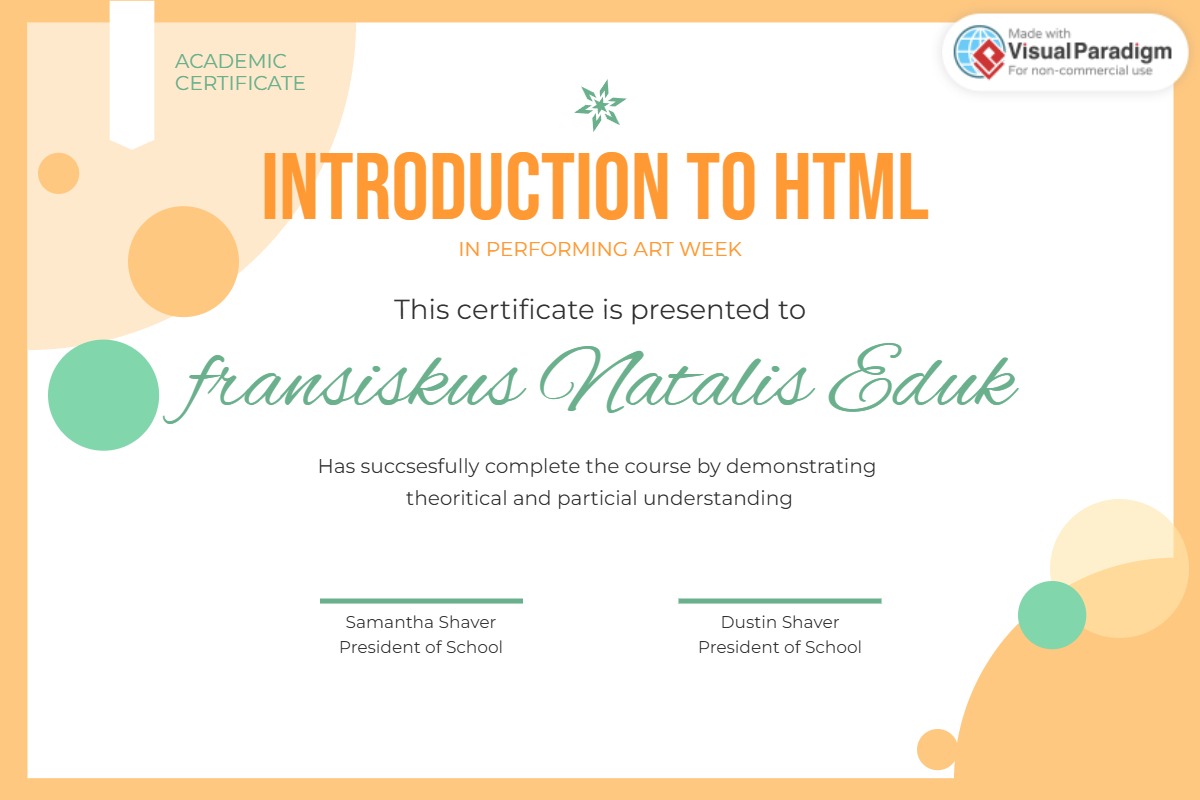 ACADEMIC
CERTIFICATE
Made with
Visual Paradigm
For non-commercial use
INTRODUCTION TO HTML
IN PERFORMING ART WEEK
This certificate is presented to
fransiskus Natalis Eduk
Has succsesfully complete the course by demonstrating
theoritical and particial understanding
Samantha Shaver
President of School
Dustin Shaver
President of School